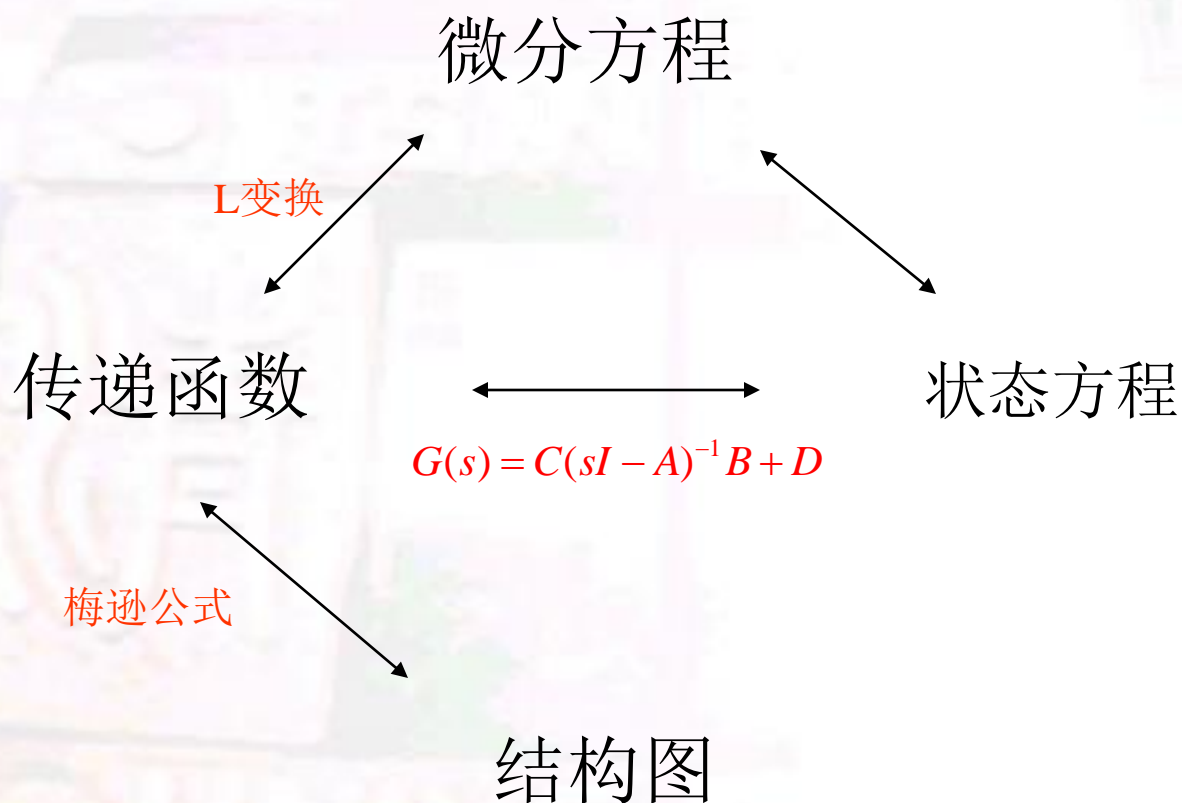 微分方程
L变换
传递函数
状态方程
G(s) = C(sI − A)⁻¹ B + D
梅逊公式
结构图